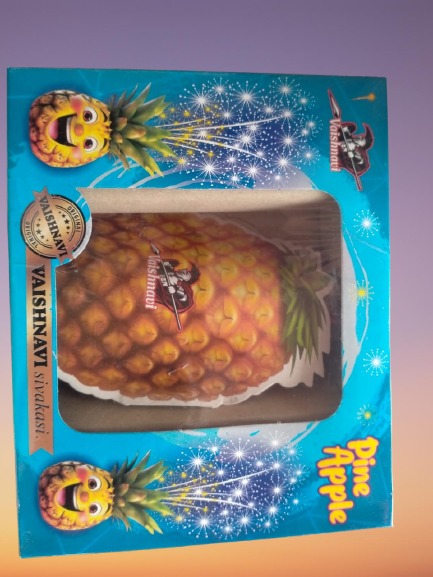 Vaishnavi
Pine
Apple
Vaishnavi
ORIGINAL
VAISHNAVI
ORIGINAL
VAISHNAVI sivakasi.